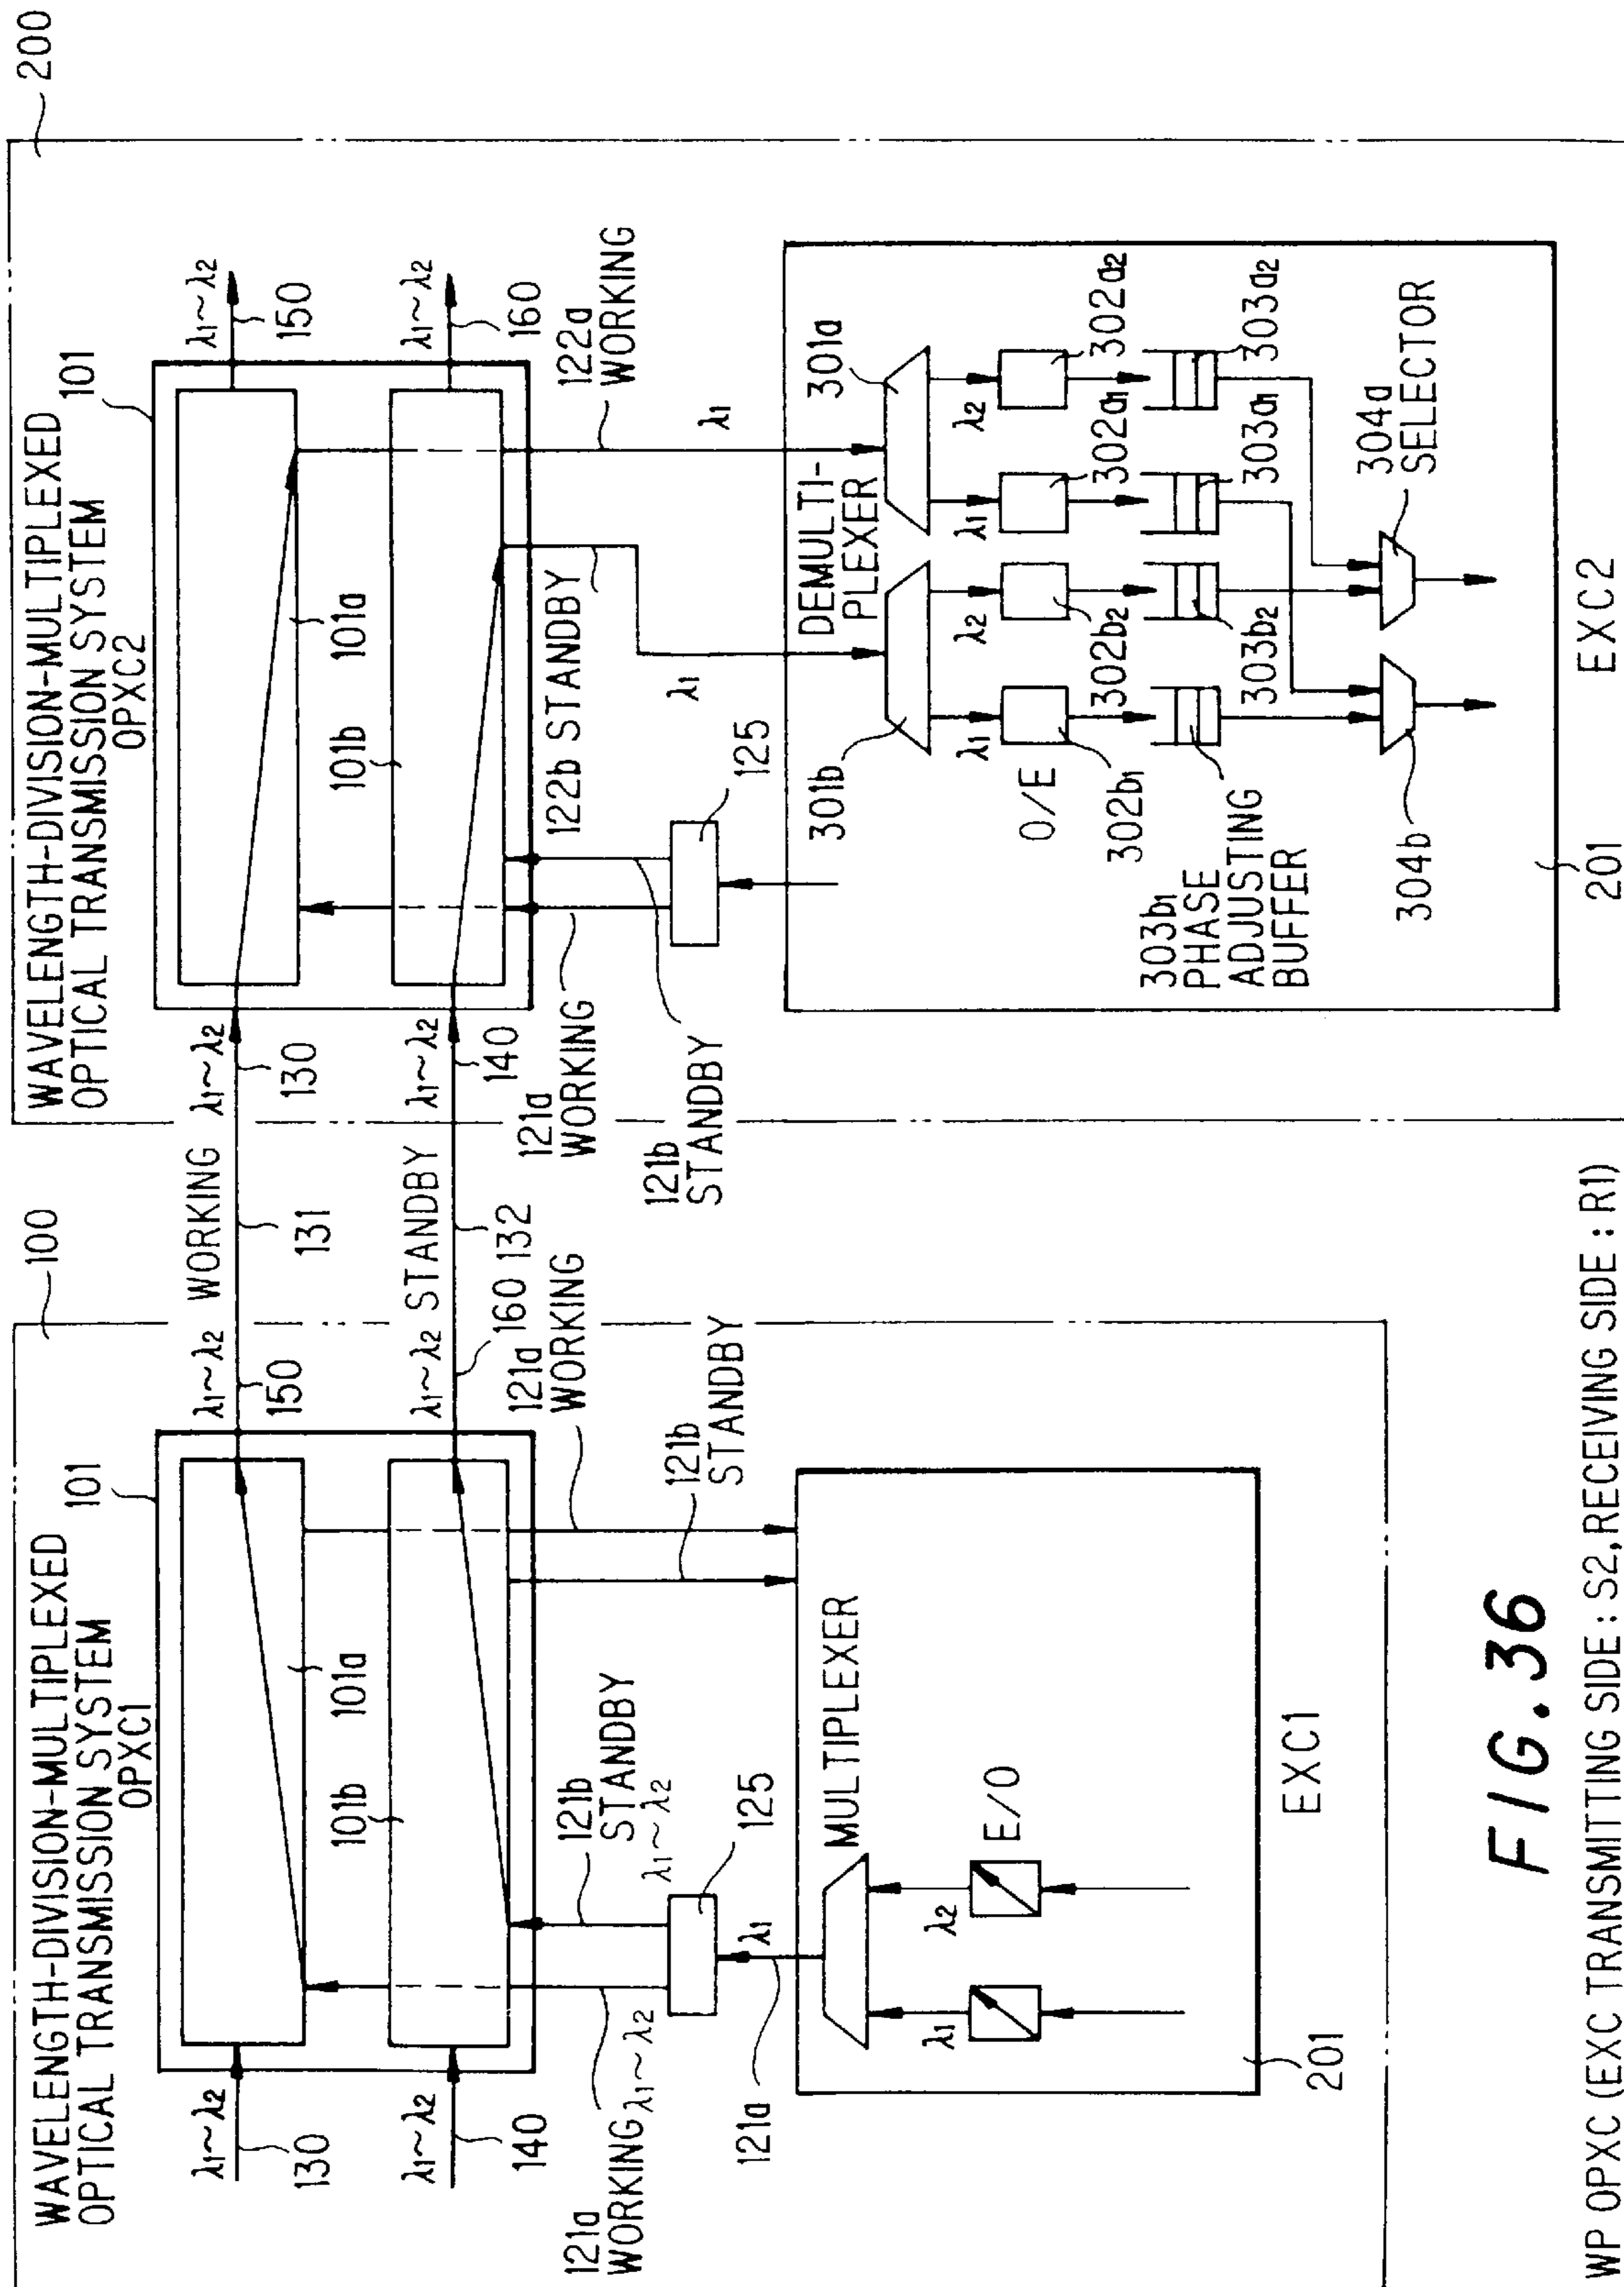 WAVELENGTH-DIVISION-MULTIPLEXED
OPTICAL TRANSMISSION SYSTEM
OPXC1
101
100
λ1~λ2
130
101a
λ1~λ2
150
WORKING
131
λ1~λ2
140
101b
λ1~λ2
STANDBY
160
132
121a
WORKING
λ1~λ2
121b
STANDBY
λ1~λ2
125
121a
WORKING
121b
STANDBY
121a
λ1
MULTIPLEXER
λ1
λ2
E/O
201
EXC1
WAVELENGTH-DIVISION-MULTIPLEXED
OPTICAL TRANSMISSION SYSTEM
OPXC2
101
200
λ1~λ2
130
101a
λ1~λ2
150
λ1~λ2
140
101b
λ1~λ2
160
121a
WORKING
121b
STANDBY
122b STANDBY
122a
WORKING
125
λ1
λ1
DEMULTI-
PLEXER
301b
301a
λ1
λ2
λ1
λ2
O/E
302b1
302b2
302a1
302a2
303b1
PHASE
ADJUSTING
BUFFER
303b2
303a1
303a2
304b
304a
SELECTOR
201
EXC2
FIG. 36
WP OPXC (EXC TRANSMITTING SIDE : S2, RECEIVING SIDE : R1)